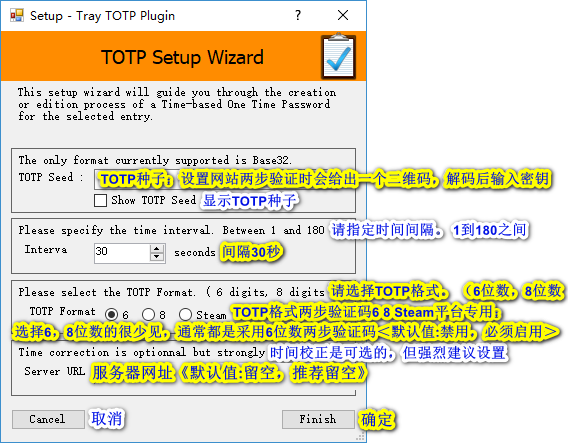 Setup - Tray TOTP Plugin
TOTP Setup Wizard
This setup wizard will guide you through the creation
or edition process of a Time-based One Time Password
for the selected entry.
The only format currently supported is Base32.
TOTP Seed : TOTP种子；设置网站两步验证时会给出一个二维码，解码后输入密钥
Show TOTP Seed 显示TOTP种子
Please specify the time interval. Between 1 and 180 请指定时间间隔。1到180之间
Interva 30 seconds 间隔30秒
Please select the TOTP Format. ( 6 digits, 8 digits 请选择TOTP格式。（6位数，8位数
TOTP Format 6 8 Steam TOTP格式两步验证码6 8 Steam平台专用；
选择6，8位数的很少见，通常都是采用6位数两步验证码＜默认值:禁用，必须启用＞
Time correction is optionnal but strongly 时间校正是可选的，但强烈建议设置
Server URL 服务器网址《默认值:留空，推荐留空》
Cancel 取消 Finish 确定